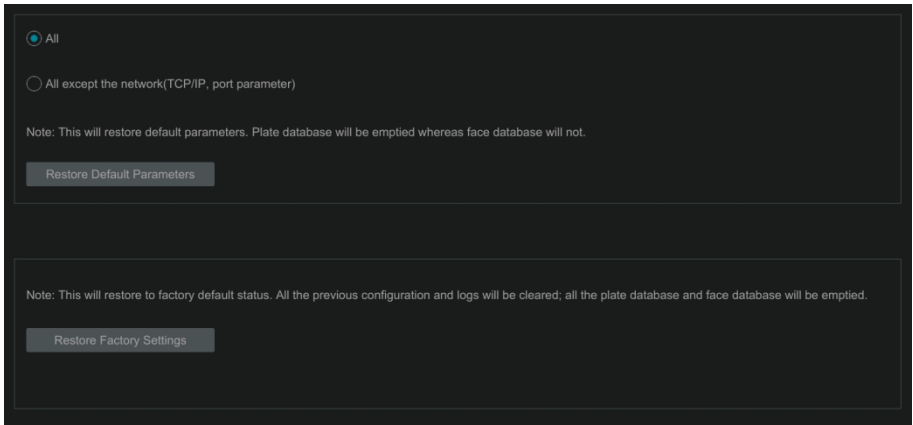 All
All except the network(TCP/IP, port parameter)
Note: This will restore default parameters. Plate database will be emptied whereas face database will not.
Restore Default Parameters
Note: This will restore to factory default status. All the previous configuration and logs will be cleared; all the plate database and face database will be emptied.
Restore Factory Settings